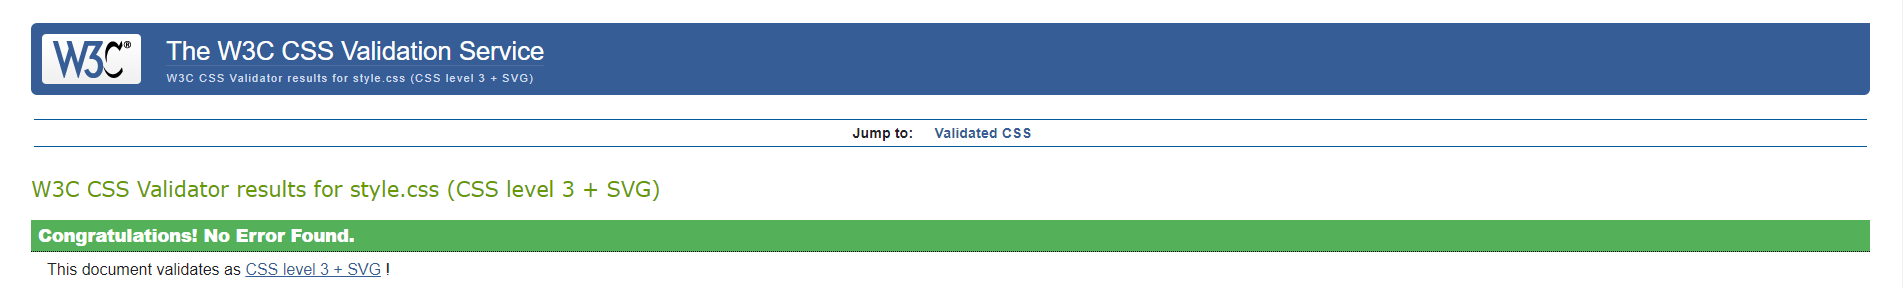 W3C®
The W3C CSS Validation Service
W3C CSS Validator results for style.css (CSS level 3 + SVG)
Jump to: Validated CSS
W3C CSS Validator results for style.css (CSS level 3 + SVG)
Congratulations! No Error Found.
This document validates as CSS level 3 + SVG !